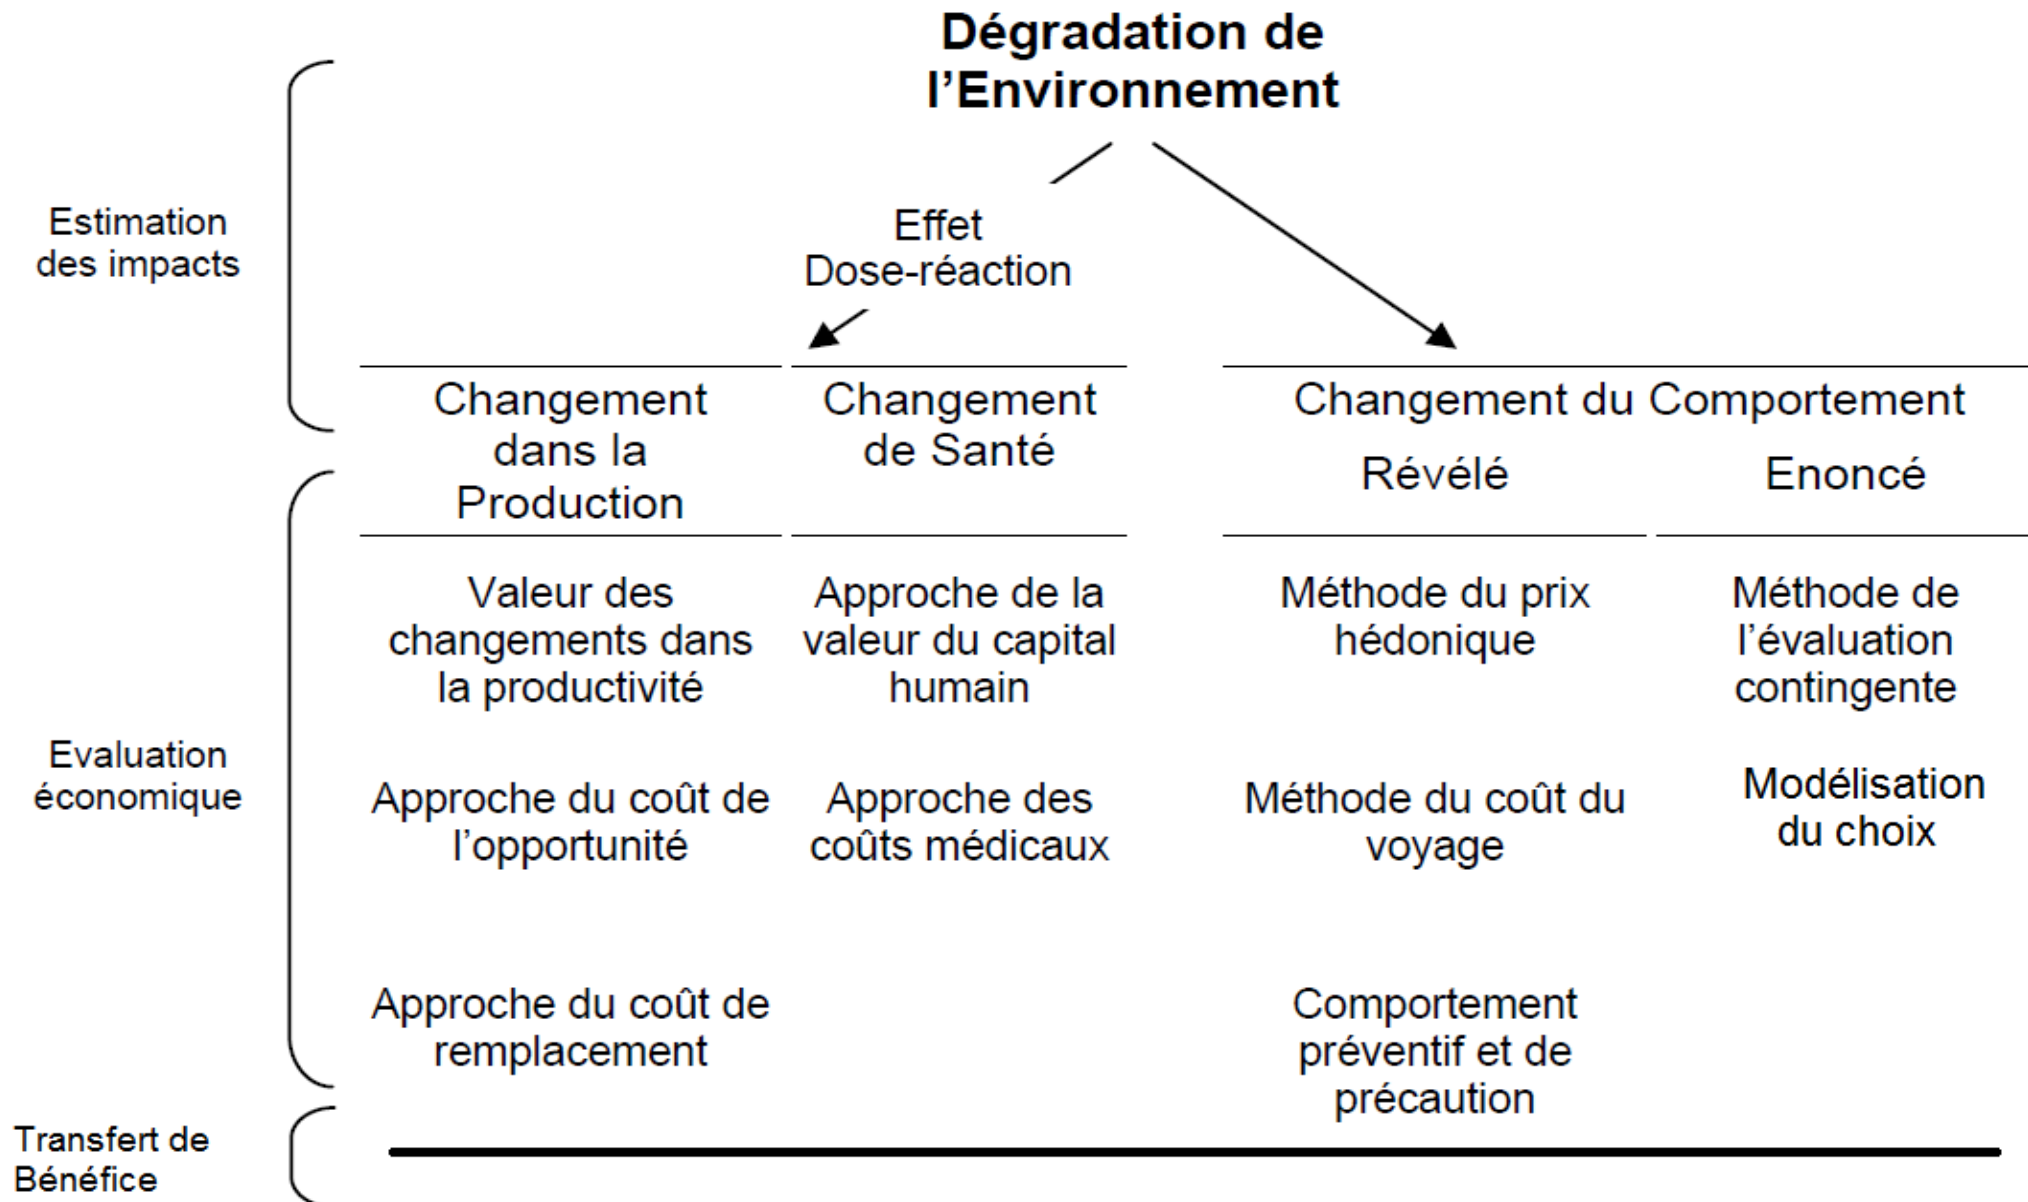 Dégradation de
l'Environnement
Estimation
des impacts
Effet
Dose-réaction
Changement
dans la
Production
Changement
de Santé
Changement du Comportement
Révélé
Enoncé
Evaluation
économique
Valeur des
changements dans
la productivité
Approche de la
valeur du capital
humain
Méthode du prix
hédonique
Méthode de
l'évaluation
contingente
Approche du coût de
l'opportunité
Approche des
coûts médicaux
Méthode du coût du
voyage
Modélisation
du choix
Approche du coût de
remplacement
Comportement
préventif et de
précaution
Transfert de
Bénéfice